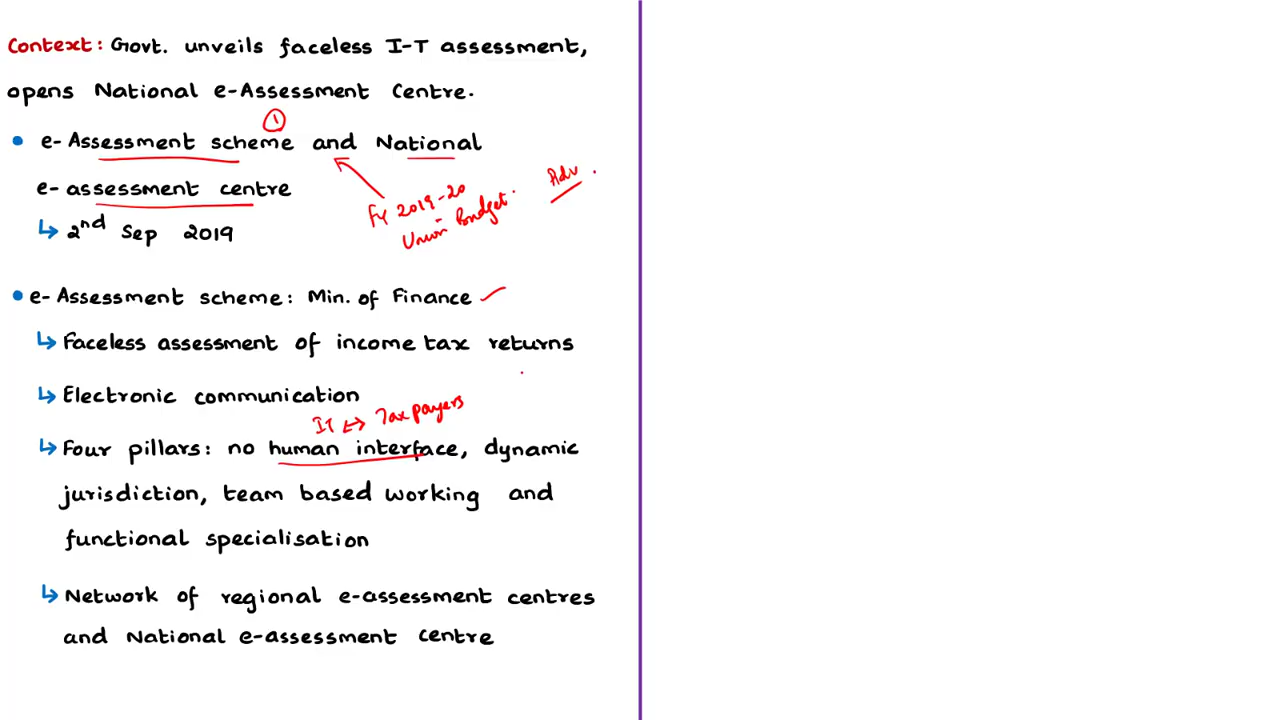 Context: Govt. unveils faceless I-T assessment,
opens National e-Assessment Centre.
①
• e-Assessment scheme and National
e-assessment centre
Adv.
FY 2019-20
Union Budget.
↳ 2nd Sep 2019
• e-Assessment scheme: Min. of Finance ✓
↳ Faceless assessment of income tax returns
↳ Electronic communication
IT ↔ Tax payers
↳ Four pillars: no human interface, dynamic
jurisdiction, team based working and
functional specialisation
↳ Network of regional e-assessment centres
and National e-assessment centre